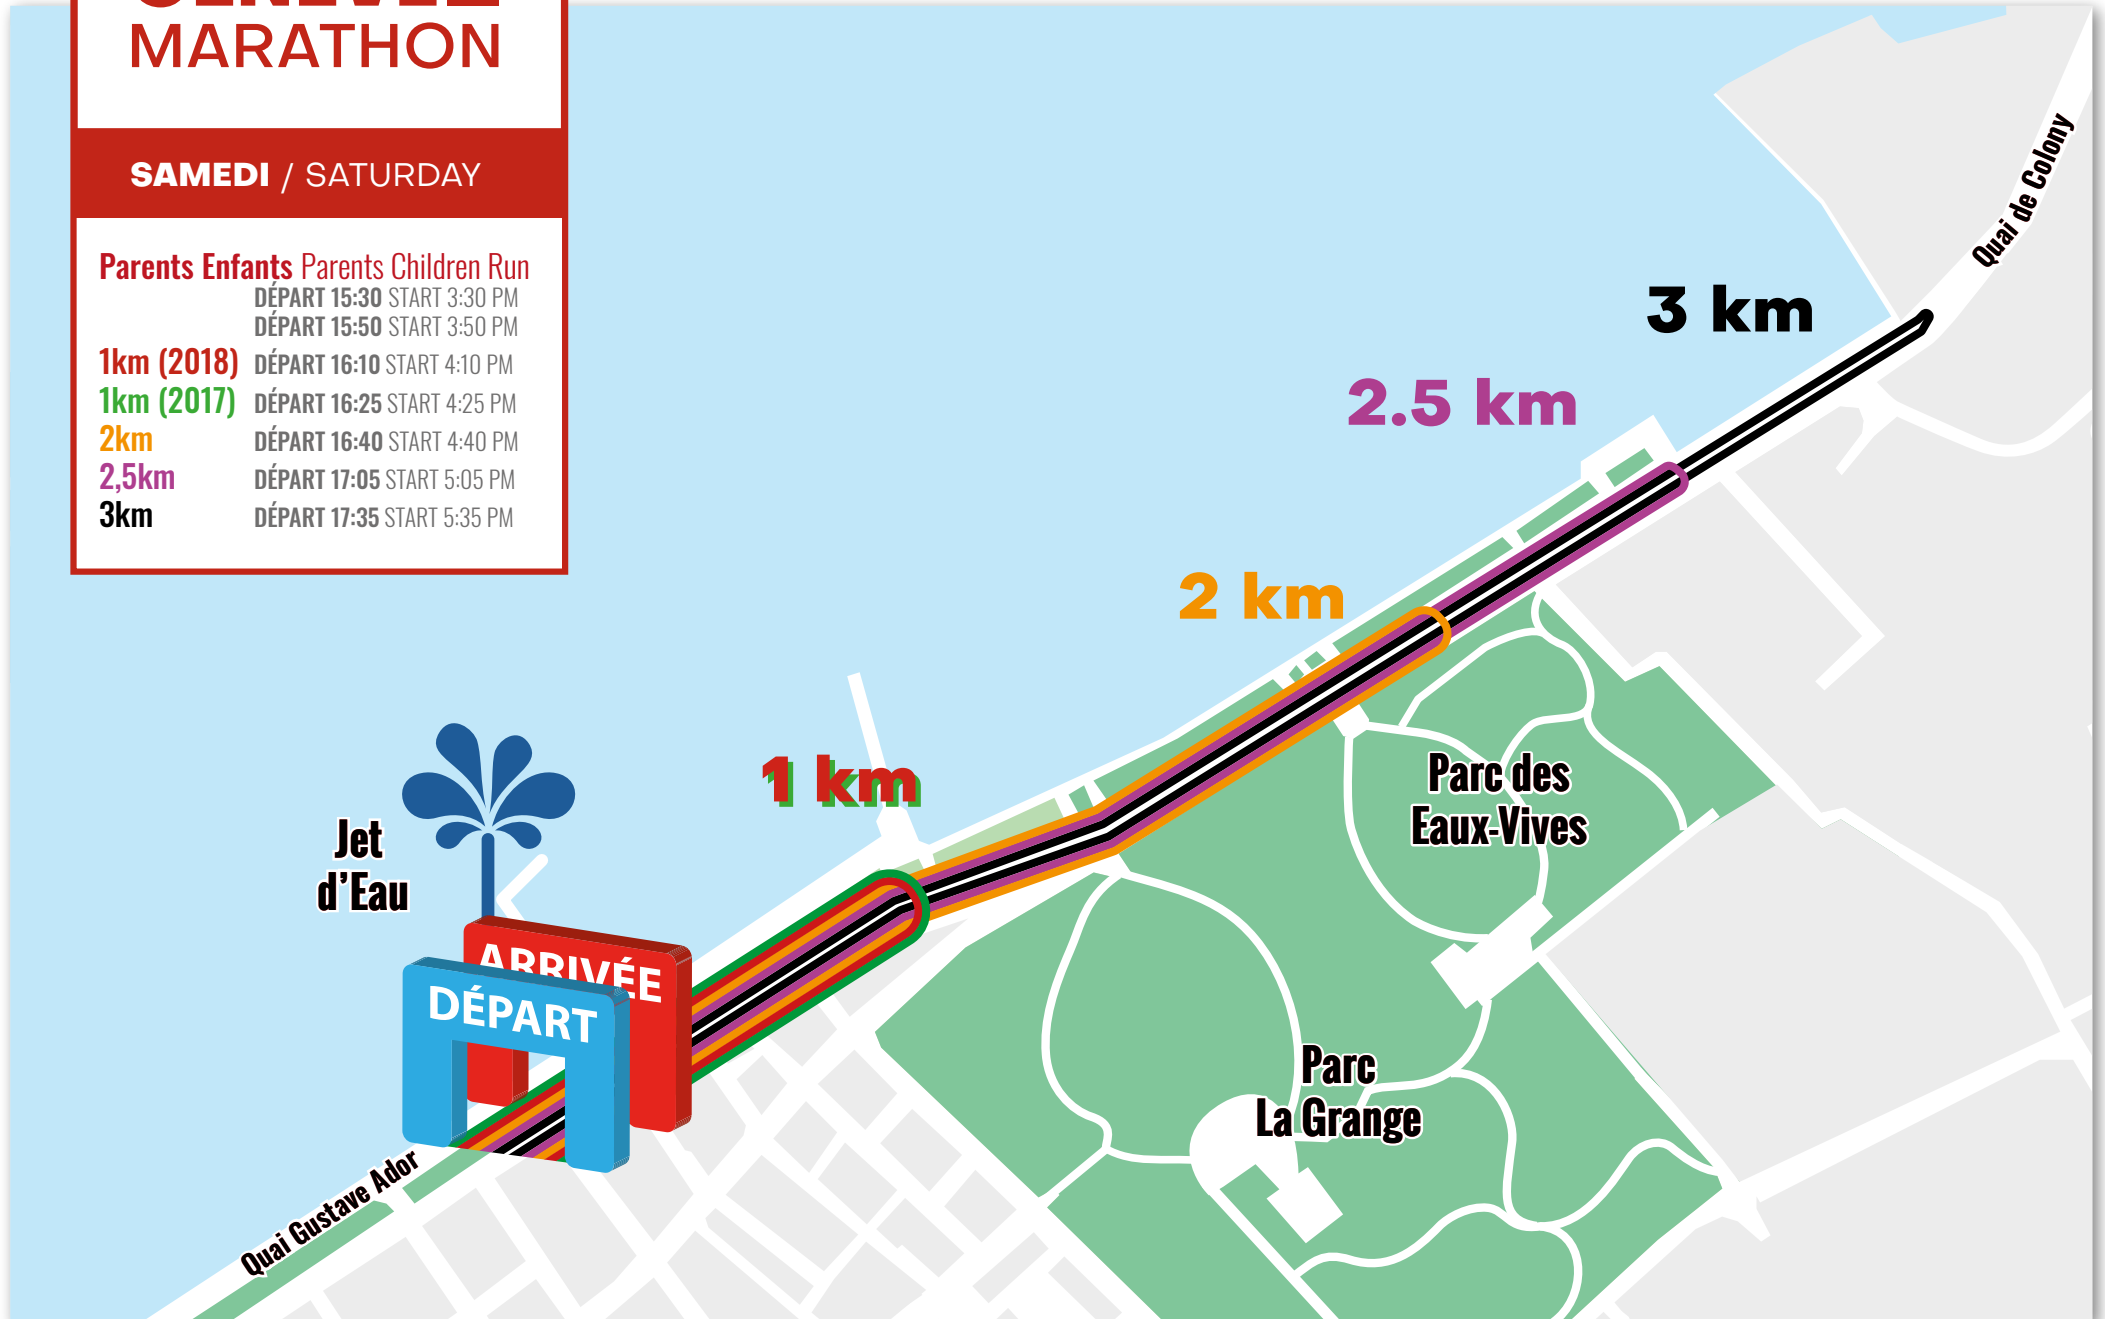 MARATHON
SAMEDI / SATURDAY
Parents Enfants Parents Children Run
DÉPART 15:30 START 3:30 PM
DÉPART 15:50 START 3:50 PM
1km (2018) DÉPART 16:10 START 4:10 PM
1km (2017) DÉPART 16:25 START 4:25 PM
2km DÉPART 16:40 START 4:40 PM
2,5km DÉPART 17:05 START 5:05 PM
3km DÉPART 17:35 START 5:35 PM
Quai de Colony
3 km
2.5 km
2 km
1 km
Parc des
Eaux-Vives
Jet
d'Eau
ARRIVÉE
DÉPART
Parc
La Grange
Quai Gustave Ador